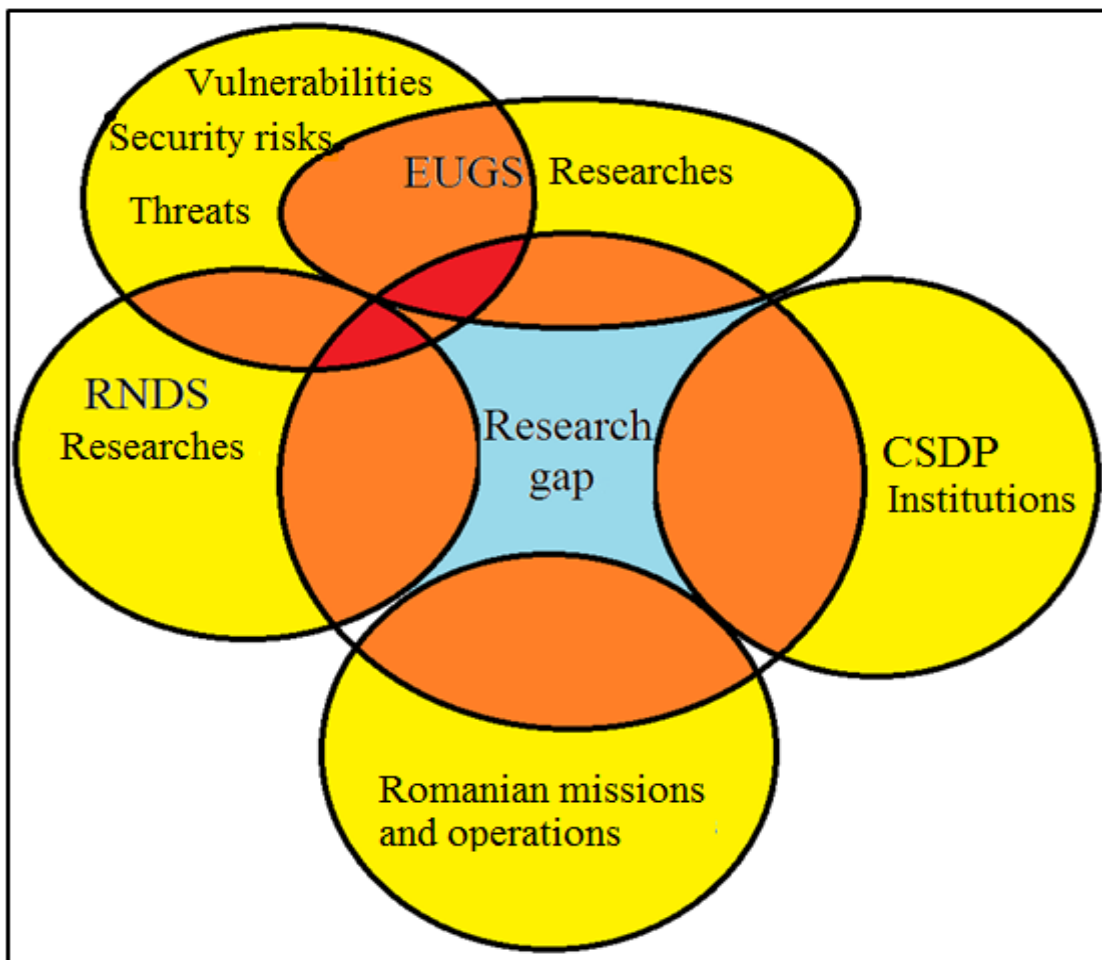 Vulnerabilities
Security risks,
Threats
EUGS Researches
RNDS
Researches
Research
gap
CSDP
Institutions
Romanian missions
and operations